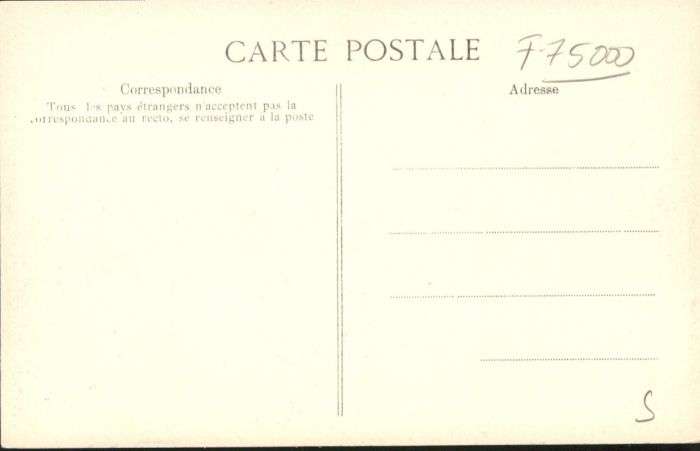 CARTE POSTALE F-75000
Correspondance
Tous les pays étrangers n'acceptent pas la
correspondance au recto, se renseigner à la poste
Adresse
S